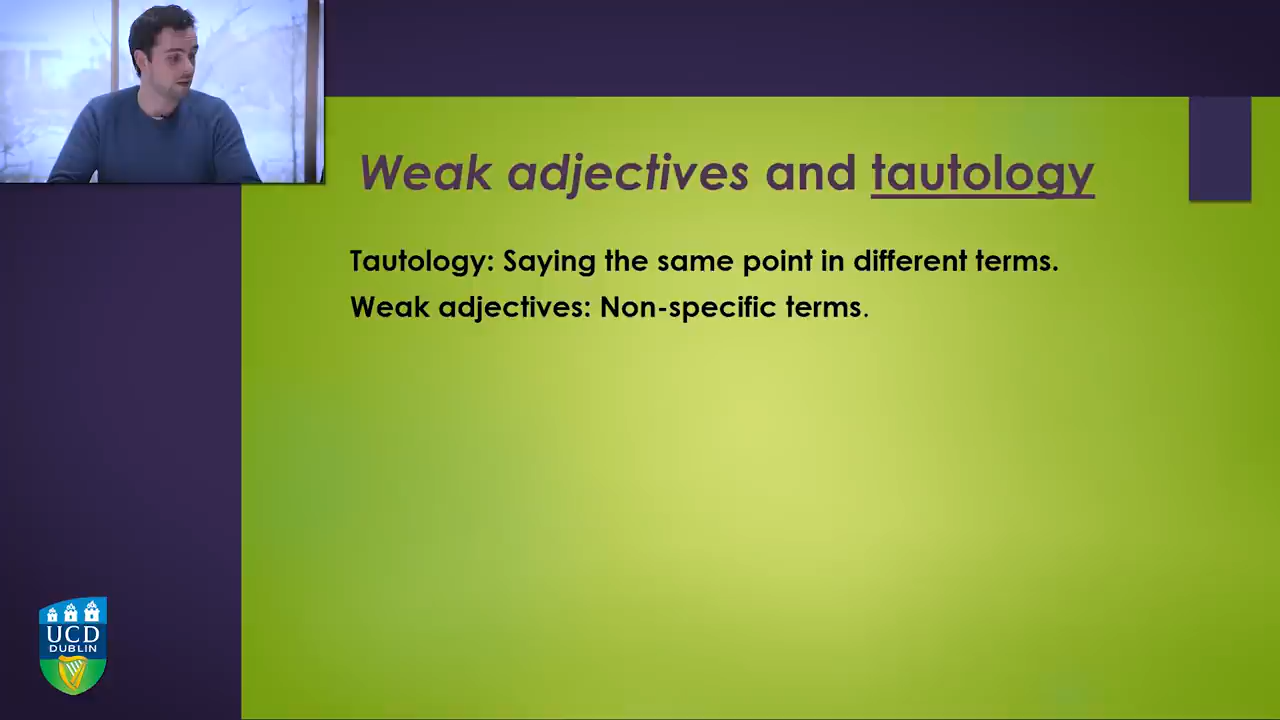 Weak adjectives and tautology
Tautology: Saying the same point in different terms.
Weak adjectives: Non-specific terms.
UCD
DUBLIN